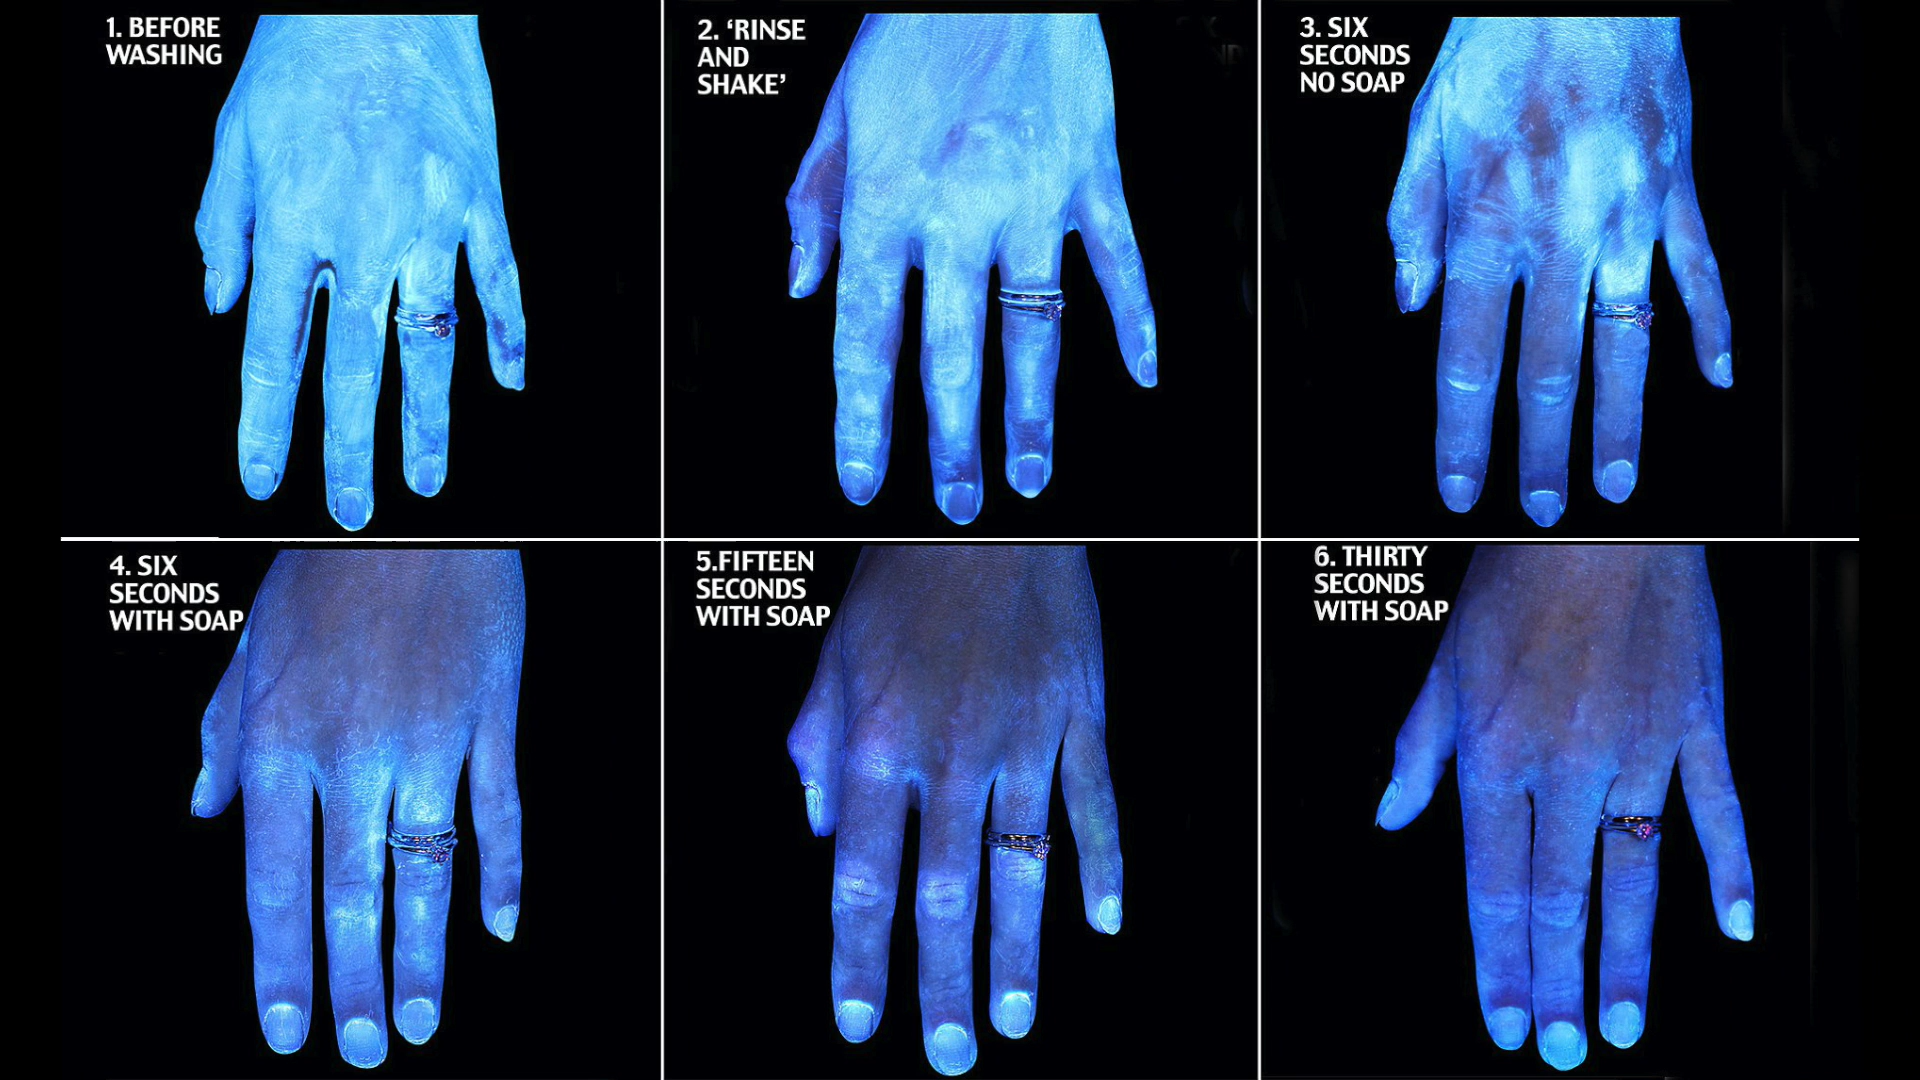 1. BEFORE
WASHING
2. ‘RINSE
AND
SHAKE’
3. SIX
SECONDS
NO SOAP
4. SIX
SECONDS
WITH SOAP
5.FIFTEEN
SECONDS
WITH SOAP
6. THIRTY
SECONDS
WITH SOAP